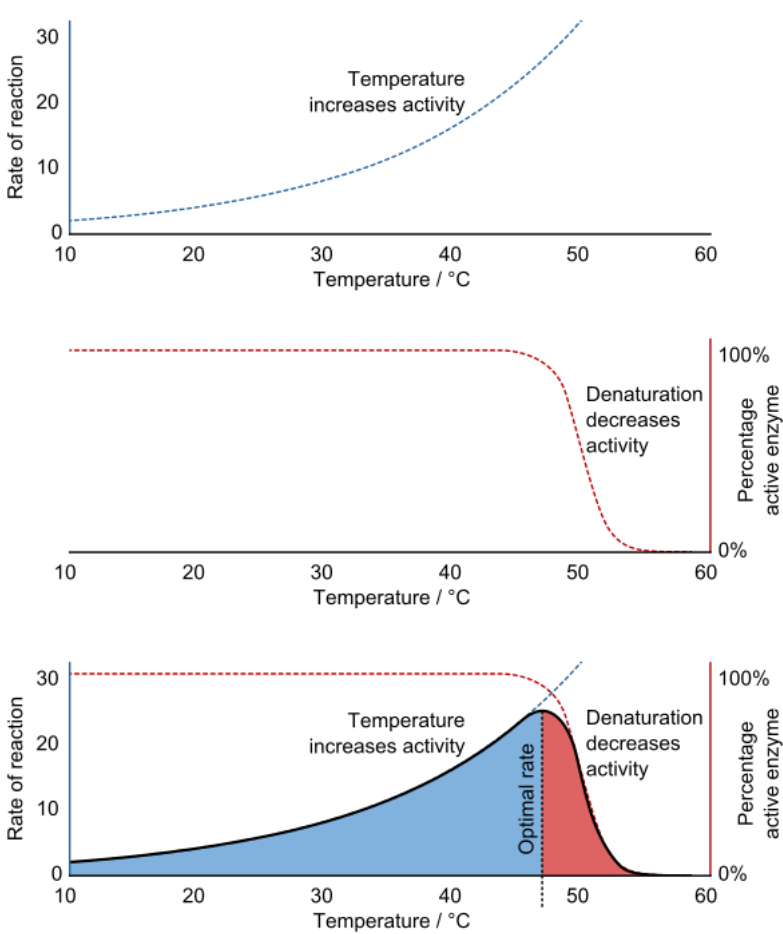 Rate of reaction
30
20
10
0
Temperature
increases activity
10 20 30 40 50 60
Temperature / °C
100%
Denaturation
decreases
activity
Percentage
active enzyme
0%
10 20 30 40 50 60
Temperature / °C
Rate of reaction
30
20
10
0
Temperature
increases activity
Optimal rate
100%
Denaturation
decreases
activity
Percentage
active enzyme
0%
10 20 30 40 50 60
Temperature / °C